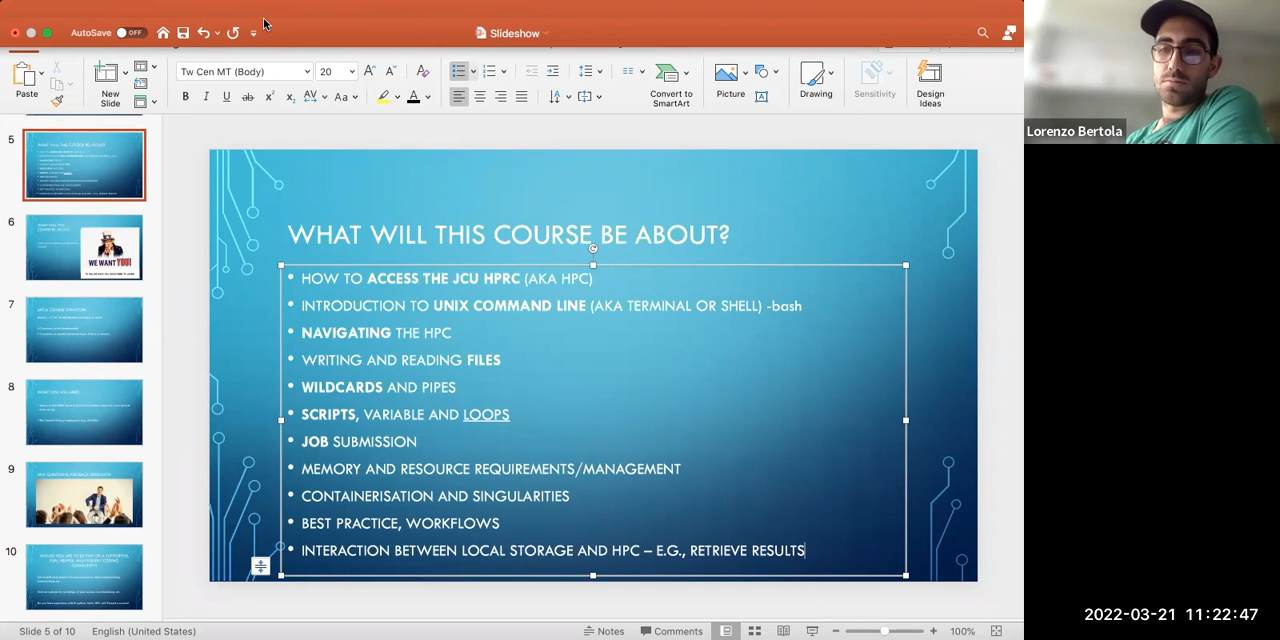 AutoSave OFF
Slideshow
Paste
New
Slide
Tw Cen MT (Body)
20
Convert to
SmartArt
Picture
Drawing
Sensitivity
Design
Ideas
Lorenzo Bertola
5
6
WE WANT YOU!
7
8
9
10
WHAT WILL THIS COURSE BE ABOUT?
• HOW TO ACCESS THE JCU HPRC (AKA HPC)
• INTRODUCTION TO UNIX COMMAND LINE (AKA TERMINAL OR SHELL) -bash
• NAVIGATING THE HPC
• WRITING AND READING FILES
• WILDCARDS AND PIPES
• SCRIPTS, VARIABLE AND LOOPS
• JOB SUBMISSION
• MEMORY AND RESOURCE REQUIREMENTS/MANAGEMENT
• CONTAINERISATION AND SINGULARITIES
• BEST PRACTICE, WORKFLOWS
• INTERACTION BETWEEN LOCAL STORAGE AND HPC – E.G., RETRIEVE RESULTS
Slide 5 of 10
English (United States)
Notes
Comments
100%
2022-03-21 11:22:47